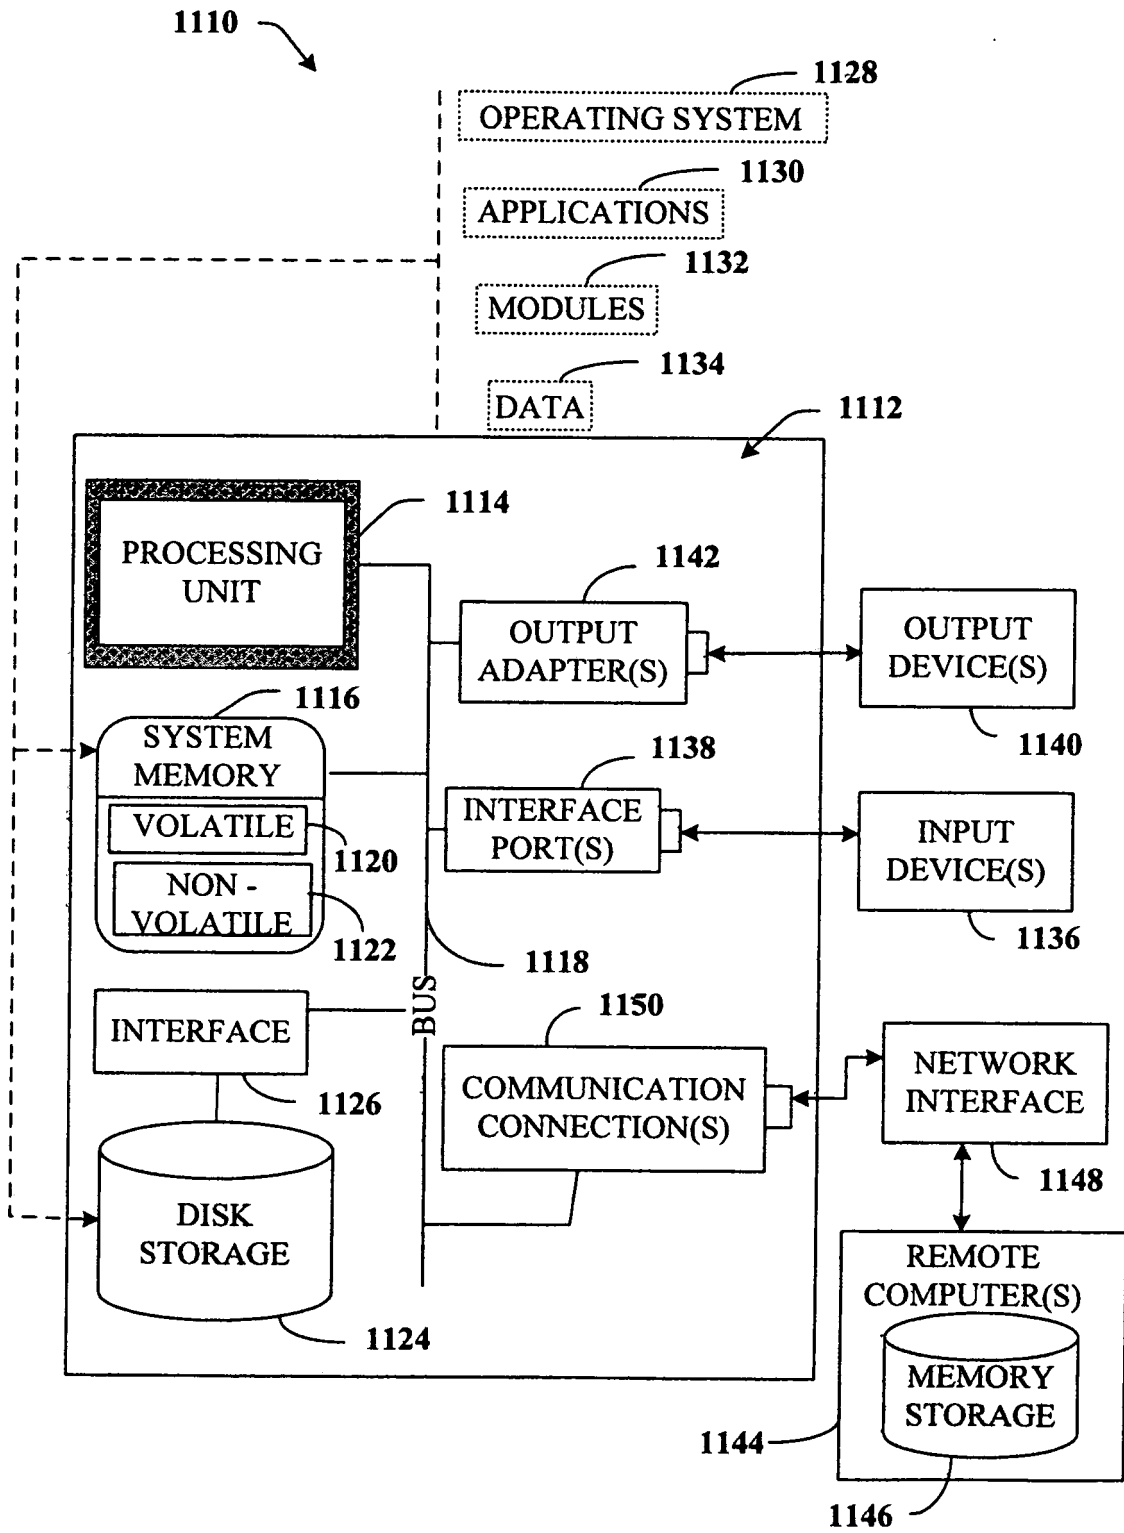 1110
1128
OPERATING SYSTEM
1130
APPLICATIONS
1132
MODULES
1134
DATA
1112
1114
PROCESSING
UNIT
1142
OUTPUT
ADAPTER(S)
OUTPUT
DEVICE(S)
1140
1116
SYSTEM
MEMORY
VOLATILE
1120
NON -
VOLATILE
1122
1138
INTERFACE
PORT(S)
INPUT
DEVICE(S)
1136
1118
BUS
INTERFACE
1126
1150
COMMUNICATION
CONNECTION(S)
NETWORK
INTERFACE
1148
DISK
STORAGE
1124
REMOTE
COMPUTER(S)
MEMORY
STORAGE
1144
1146